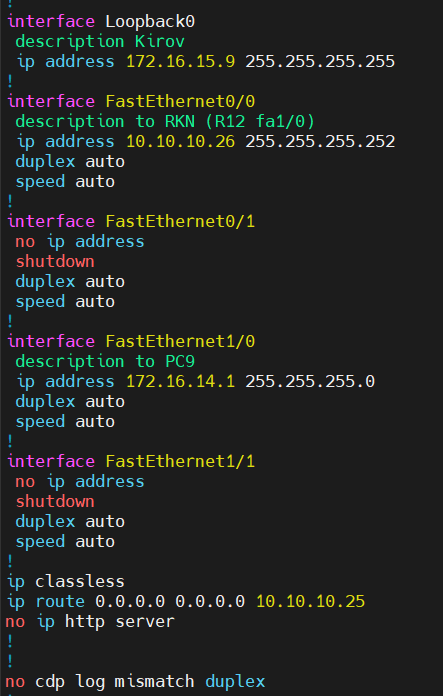 !
interface Loopback0
description Kirov
ip address 172.16.15.9 255.255.255.255
!
interface FastEthernet0/0
description to RKN (R12 fa1/0)
ip address 10.10.10.26 255.255.255.252
duplex auto
speed auto
!
interface FastEthernet0/1
no ip address
shutdown
duplex auto
speed auto
!
interface FastEthernet1/0
description to PC9
ip address 172.16.14.1 255.255.255.0
duplex auto
speed auto
!
interface FastEthernet1/1
no ip address
shutdown
duplex auto
speed auto
!
ip classless
ip route 0.0.0.0 0.0.0.0 10.10.10.25
no ip http server
!
!
no cdp log mismatch duplex